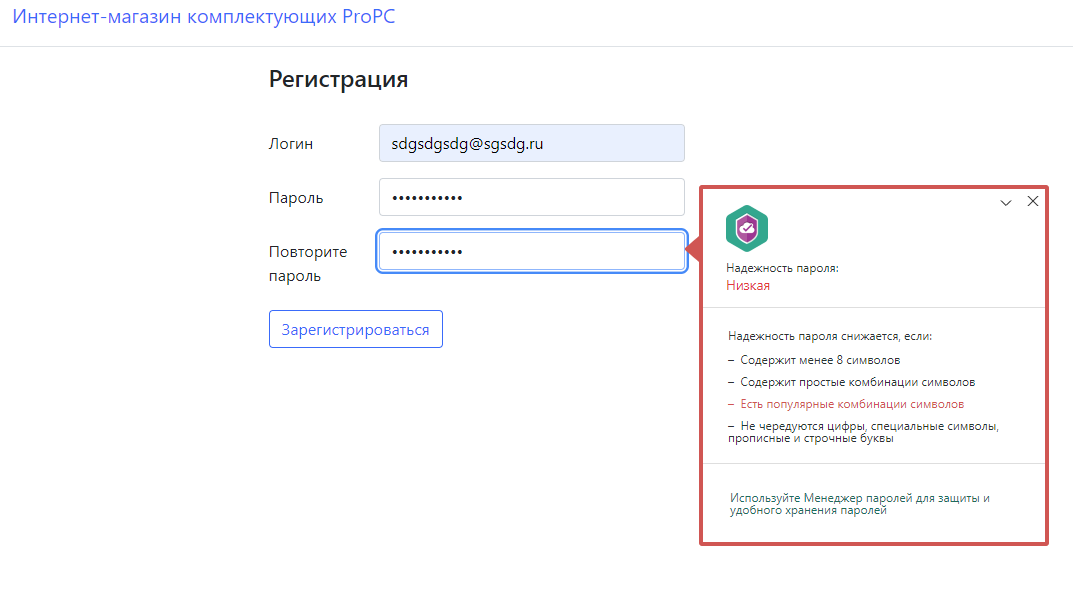 Интернет-магазин комплектующих ProPC
Регистрация
Логин
sdgsdgsdg@sgsdg.ru
Пароль
•••••••••••
Повторите
пароль
•••••••••••
Зарегистрироваться
Надежность пароля:
Низкая
Надежность пароля снижается, если:
– Содержит менее 8 символов
– Содержит простые комбинации символов
– Есть популярные комбинации символов
– Не чередуются цифры, специальные символы,
прописные и строчные буквы
Используйте Менеджер паролей для защиты и
удобного хранения паролей